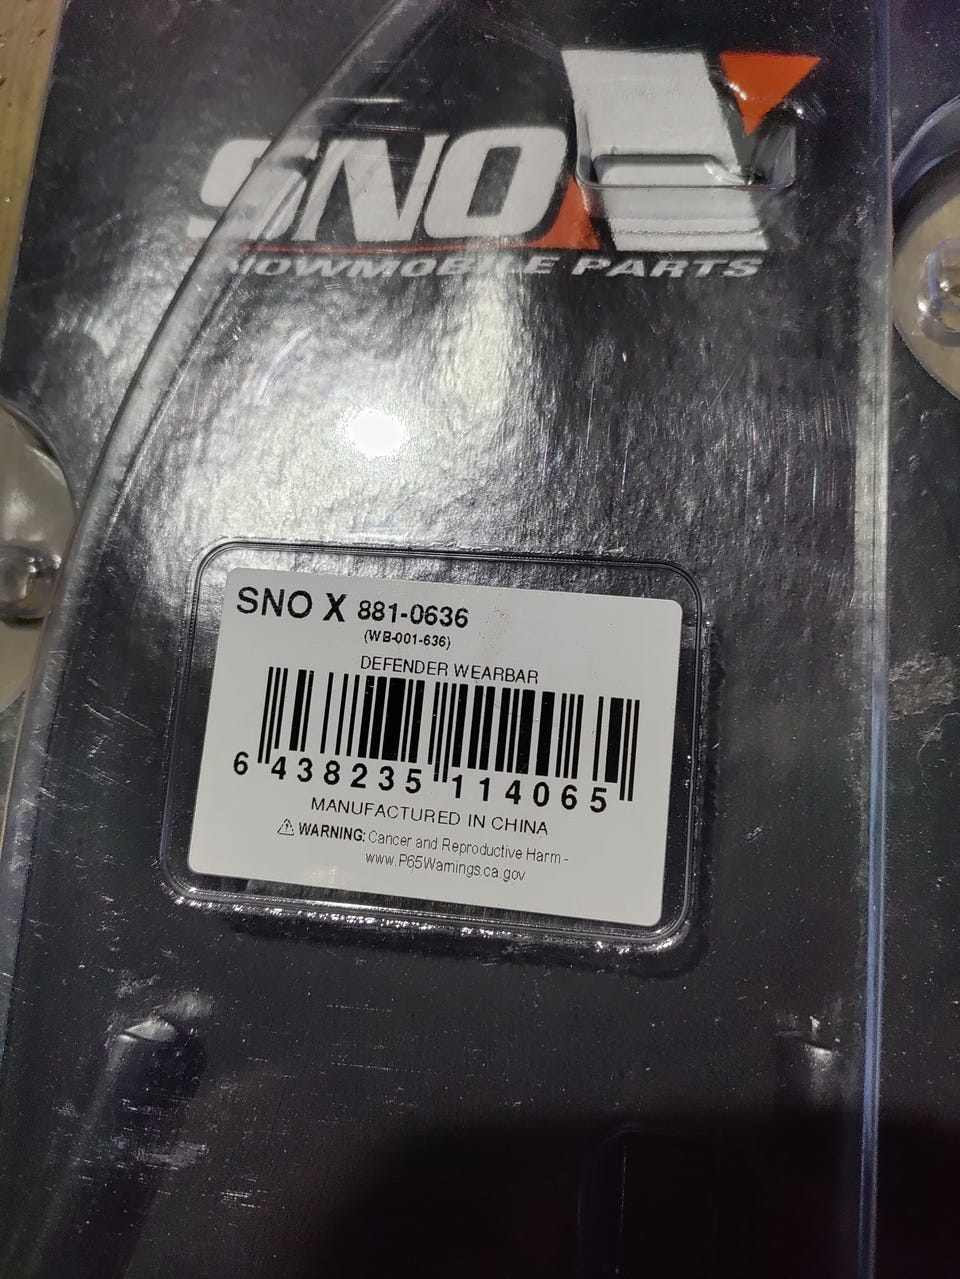 SNO X
SNOWMOBILE PARTS
SNO X 881-0636
(WB-001-636)
DEFENDER WEARBAR
6 438235 114065
MANUFACTURED IN CHINA
⚠ WARNING: Cancer and Reproductive Harm -
www.P65Warnings.ca.gov